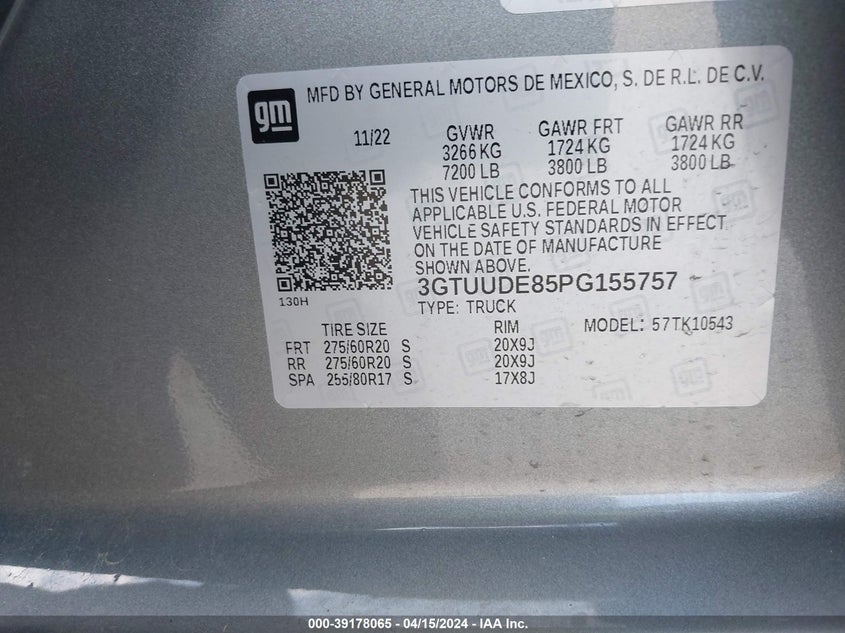 gm
MFD BY GENERAL MOTORS DE MEXICO, S. DE R.L. DE C.V.
11/22 GVWR GAWR FRT GAWR RR
3266 KG 1724 KG 1724 KG
7200 LB 3800 LB 3800 LB
THIS VEHICLE CONFORMS TO ALL
APPLICABLE U.S. FEDERAL MOTOR
VEHICLE SAFETY STANDARDS IN EFFECT
ON THE DATE OF MANUFACTURE
SHOWN ABOVE.
130H
3GTUUDE85PG155757
TYPE: TRUCK
TIRE SIZE RIM MODEL: 57TK10543
FRT 275/60R20 S 20X9J
RR 275/60R20 S 20X9J
SPA 255/80R17 S 17X8J
000-39178065 / 04/15/2024 - IAA Inc.